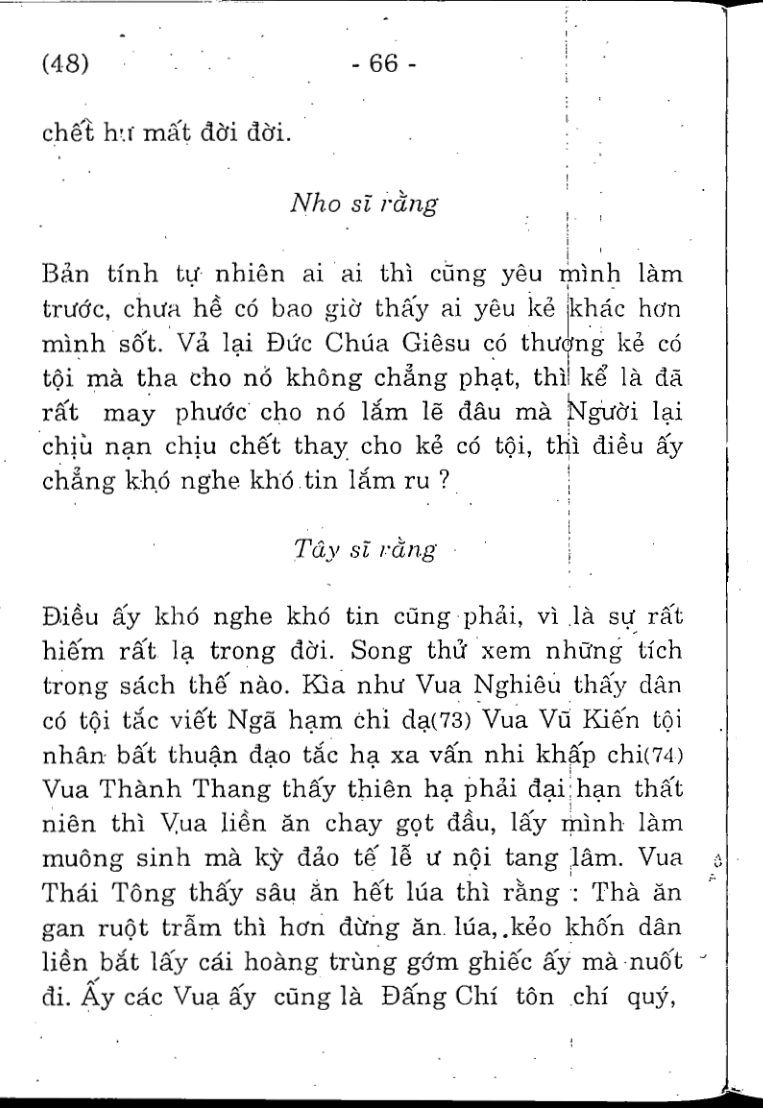 (48) - 66 -
chết hư mất đời đời.
Nho sĩ rằng
Bản tính tự nhiên ai ai thì cũng yêu mình làm
trước, chưa hề có bao giờ thấy ai yêu kẻ khác hơn
mình sốt. Vả lại Đức Chúa Giêsu có thương kẻ có
tội mà tha cho nó không chẳng phạt, thì kể là đã
rất may phước cho nó lắm lẽ đâu mà Người lại
chịu nạn chịu chết thay cho kẻ có tội, thì điều ấy
chẳng khó nghe khó tin lắm ru ?
Tây sĩ rằng
Điều ấy khó nghe khó tin cũng phải, vì là sự rất
hiếm rất lạ trong đời. Song thử xem những tích
trong sách thế nào. Kìa như Vua Nghiêu thấy dân
có tội tắc viết Ngã hạm chi dạ(73) Vua Vũ Kiến tội
nhân bất thuận đạo tắc hạ xa vấn nhi khấp chi(74)
Vua Thành Thang thấy thiên hạ phải đại hạn thất
niên thì Vua liền ăn chay gọt đầu, lấy mình làm
muông sinh mà kỳ đảo tế lễ ư nội tang lâm. Vua
Thái Tông thấy sâu ăn hết lúa thì rằng : Thà ăn
gan ruột trẫm thì hơn đừng ăn lúa, kẻo khốn dân
liền bắt lấy cái hoàng trùng gớm ghiếc ấy mà nuốt
đi. Ấy các Vua ấy cũng là Đấng Chí tôn chí quý,